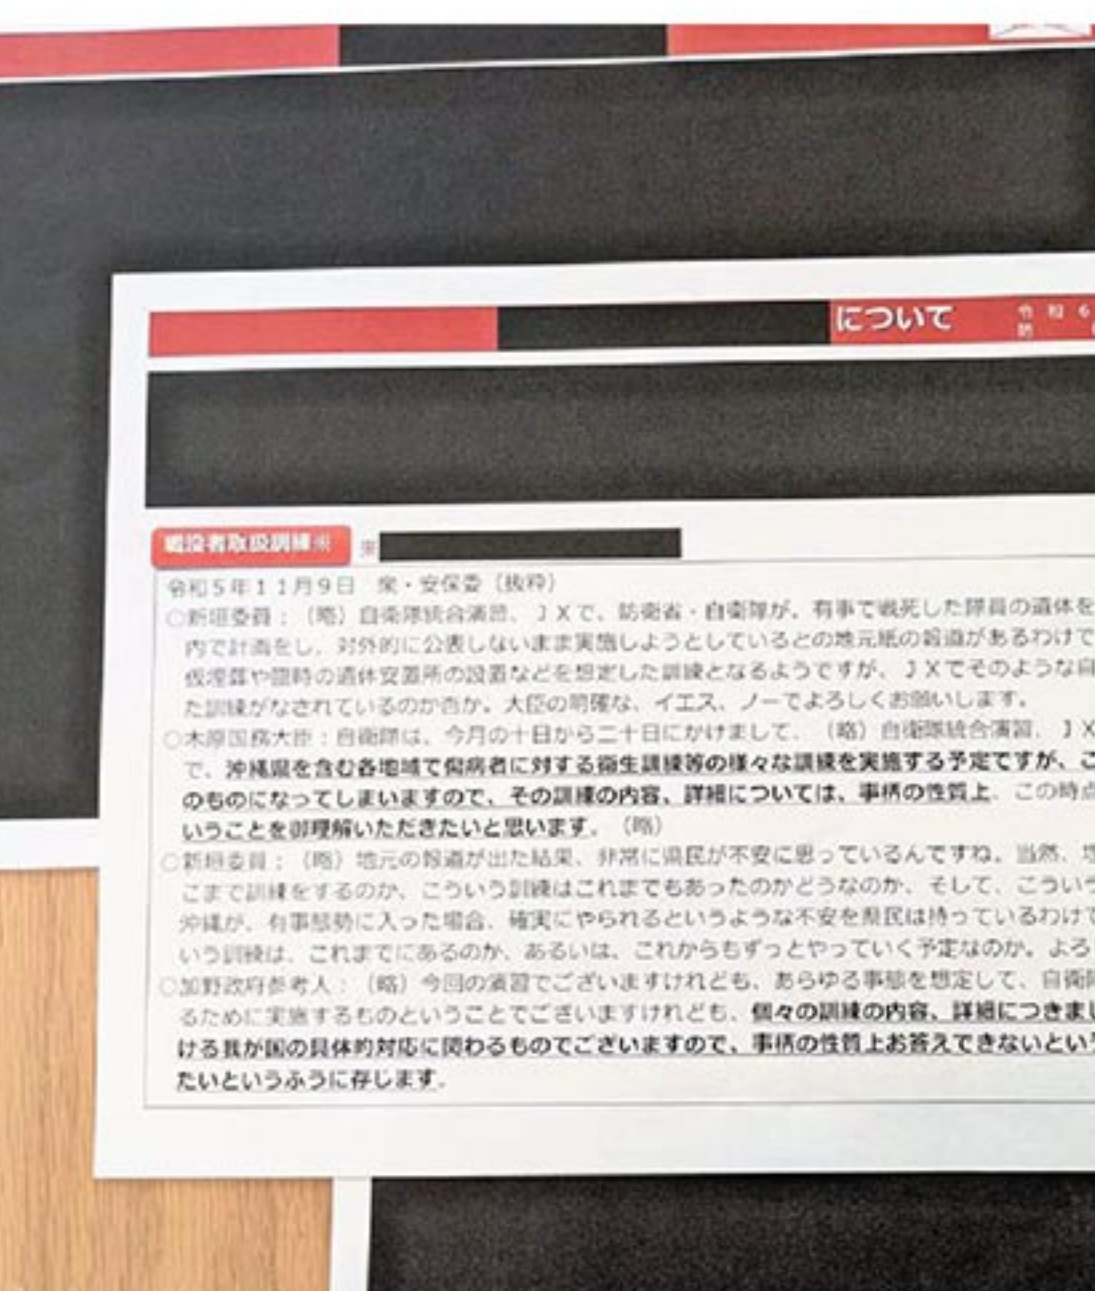 について
令和6
防
戦没者取扱訓練※
※
令和5年11月9日 衆・安保委（抜粋）
○新垣委員：（略）自衛隊統合演習、JXで、防衛省・自衛隊が、有事で戦死した隊員の遺体を
内で計画をし、対外的に公表しないまま実施しようとしているとの地元紙の報道があるわけで
仮埋葬や臨時の遺体安置所の設置などを想定した訓練となるようですが、JXでそのような自
た訓練がなされているのか否か。大臣の明確な、イエス、ノーでよろしくお願いします。
○木原国務大臣：自衛隊は、今月の十日から二十日にかけまして、（略）自衛隊統合演習、JX
で、沖縄県を含む各地域で傷病者に対する衛生訓練等の様々な訓練を実施する予定ですが、こ
のものになってしまいますので、その訓練の内容、詳細については、事柄の性質上、この時点
いうことを御理解いただきたいと思います。（略）
○新垣委員：（略）地元の報道が出た結果、非常に県民が不安に思っているんですね。当然、
こまで訓練をするのか、こういう訓練はこれまでもあったのかどうなのか、そして、こういう
沖縄が、有事態勢に入った場合、確実にやられるというような不安を県民は持っているわけで
いう訓練は、これまでにあるのか、あるいは、これからもずっとやっていく予定なのか。よろ
○加野政府参考人：（略）今回の演習でございますけれども、あらゆる事態を想定して、自衛隊
るために実施するものということでございますけれども、個々の訓練の内容、詳細につきまし
ける我が国の具体的対応に関わるものでございますので、事柄の性質上お答えできないという
たいというふうに存じます。